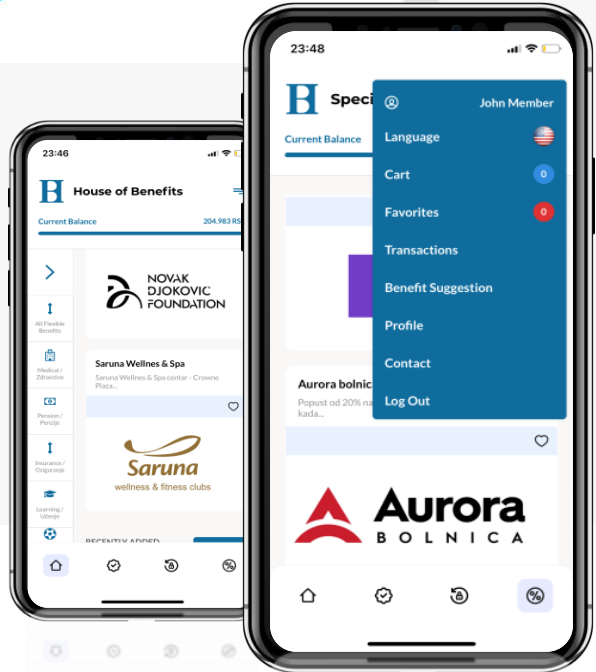 23:46
House of Benefits
Current Balance
204.983 RS
All Flexible
Benefits
Medical /
Zdravstvo
Pension /
Penzije
Insurance /
Osiguranje
Learning /
Učenje
NOVAK
DJOKOVIC
FOUNDATION
Saruna Wellnes & Spa
Saruna Wellnes & Spa centar - Crowne
Plaza...
Saruna
wellness & fitness clubs
RECENTLY ADDED
23:48
Speci
Current Balance
John Member
Language
Cart
0
Favorites
0
Transactions
Benefit Suggestion
Profile
Contact
Log Out
Aurora bolnic
Popust od 20% na
kada...
Aurora
BOLNICA